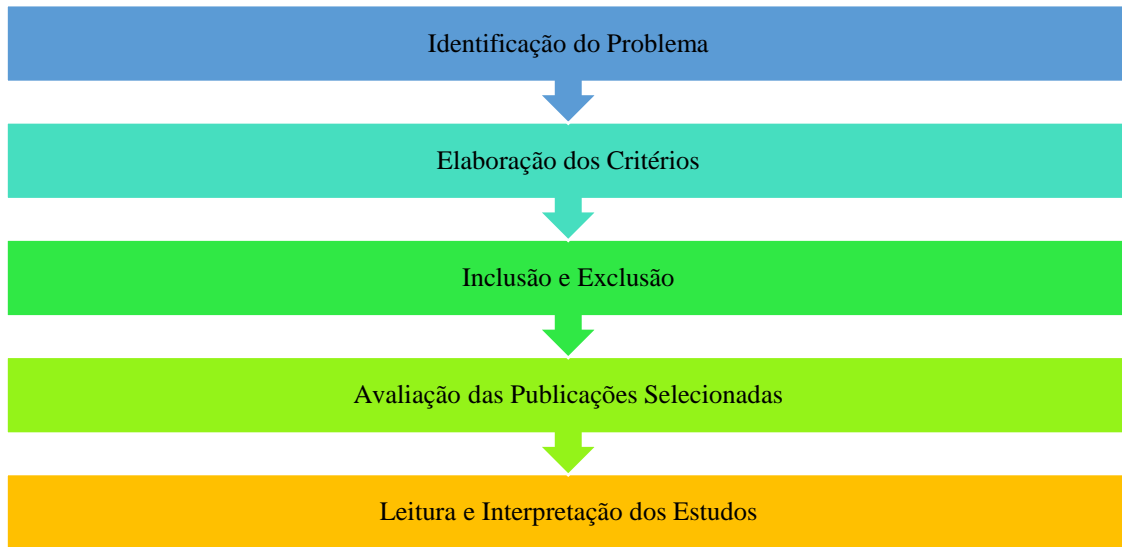 Identificação do Problema
Elaboração dos Critérios
Inclusão e Exclusão
Avaliação das Publicações Selecionadas
Leitura e Interpretação dos Estudos